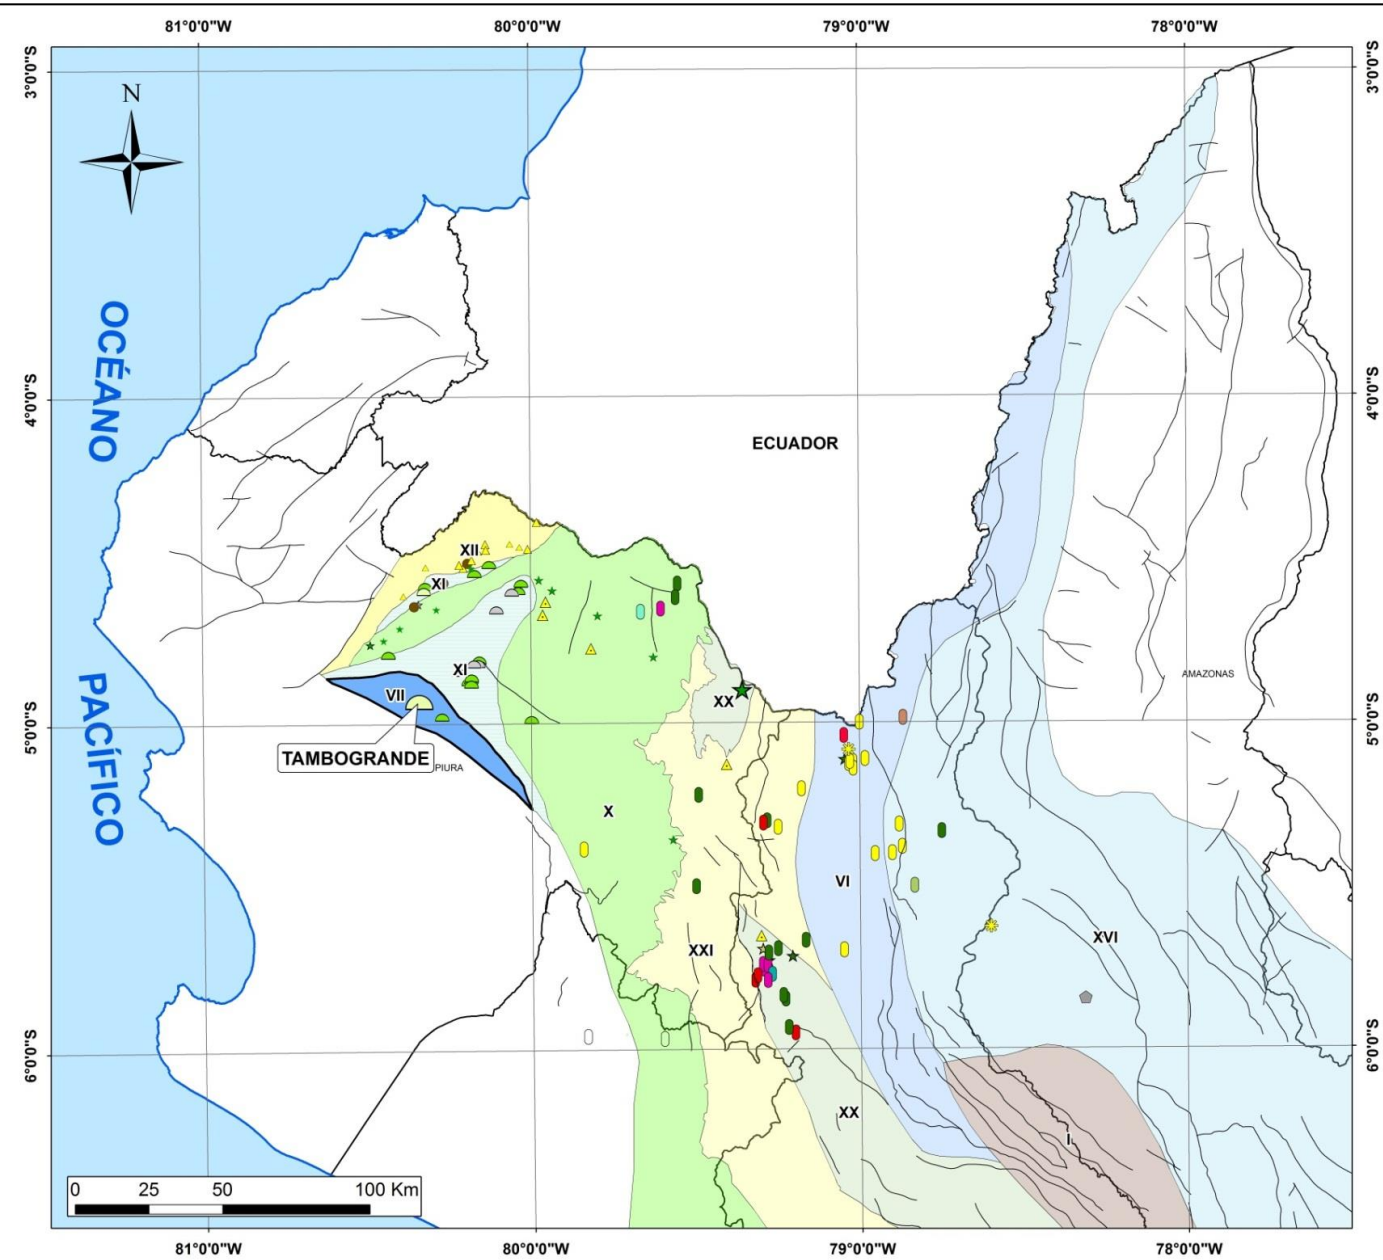 81°0'0"W
80°0'0"W
79°0'0"W
78°0'0"W
3°0'0"S
3°0'0"S
N
OCÉANO
4°0'0"S
4°0'0"S
ECUADOR
XII
XI
XI
AMAZONAS
VII
XX
5°0'0"S
5°0'0"S
TAMBOGRANDE
PIURA
PACÍFICO
X
VI
XXI
XVI
6°0'0"S
6°0'0"S
XX
I
0 25 50 100 Km
81°0'0"W
80°0'0"W
79°0'0"W
78°0'0"W